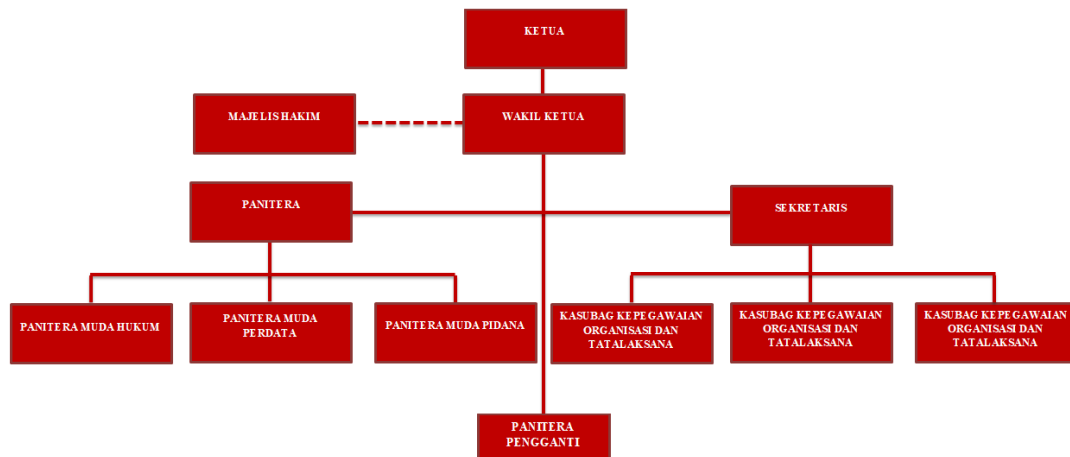 KETUA
MAJELIS HAKIM
WAKIL KETUA
PANITERA
SEKRETARIS
PANITERA MUDA HUKUM
PANITERA MUDA
PERDATA
PANITERA MUDA PIDANA
KASUBAG KEPEGAWAIAN
ORGANISASI DAN
TATALAKSANA
KASUBAG KEPEGAWAIAN
ORGANISASI DAN
TATALAKSANA
KASUBAG KEPEGAWAIAN
ORGANISASI DAN
TATALAKSANA
PANITERA
PENGGANTI